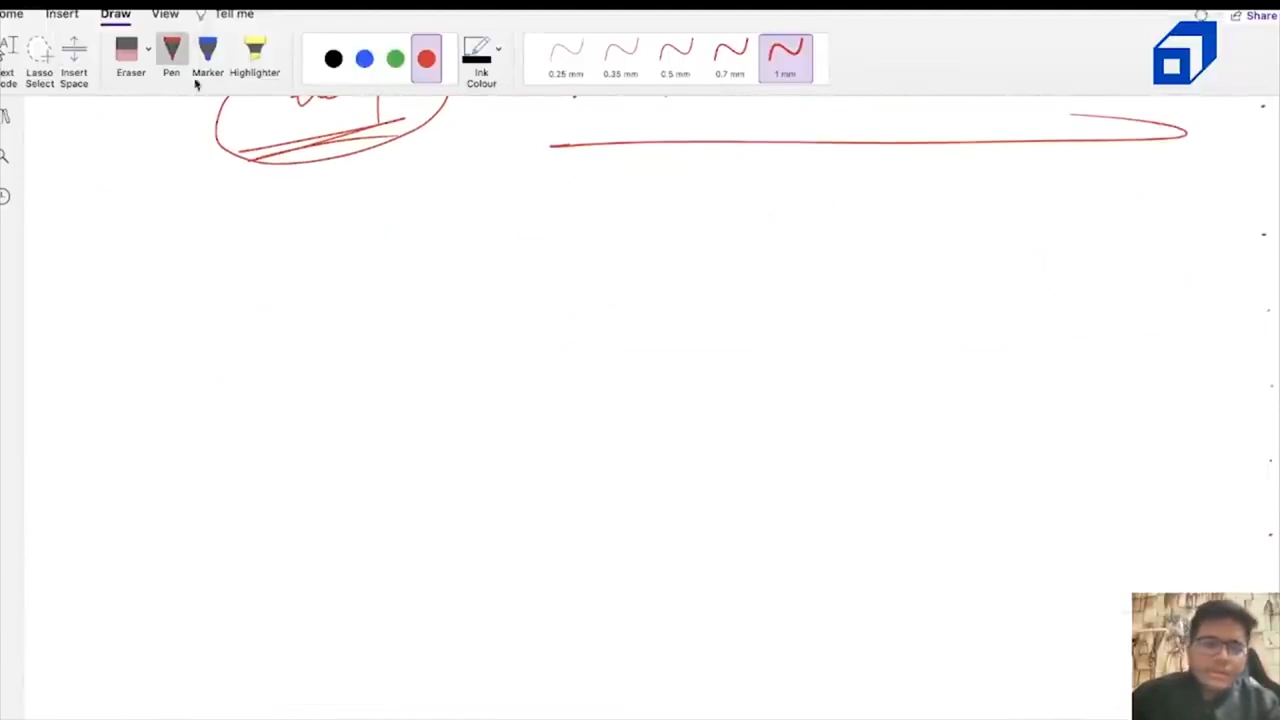 ome Insert Draw View Tell me Share
ext Lasso Insert Eraser Pen Marker Highlighter Ink 0.25 mm 0.35 mm 0.5 mm 0.7 mm 1 mm
ode Select Space Colour